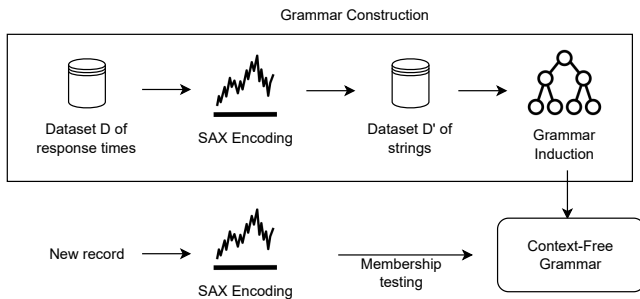 Grammar Construction
Dataset D of
response times
SAX Encoding
Dataset D' of
strings
Grammar
Induction
New record
SAX Encoding
Membership
testing
Context-Free
Grammar